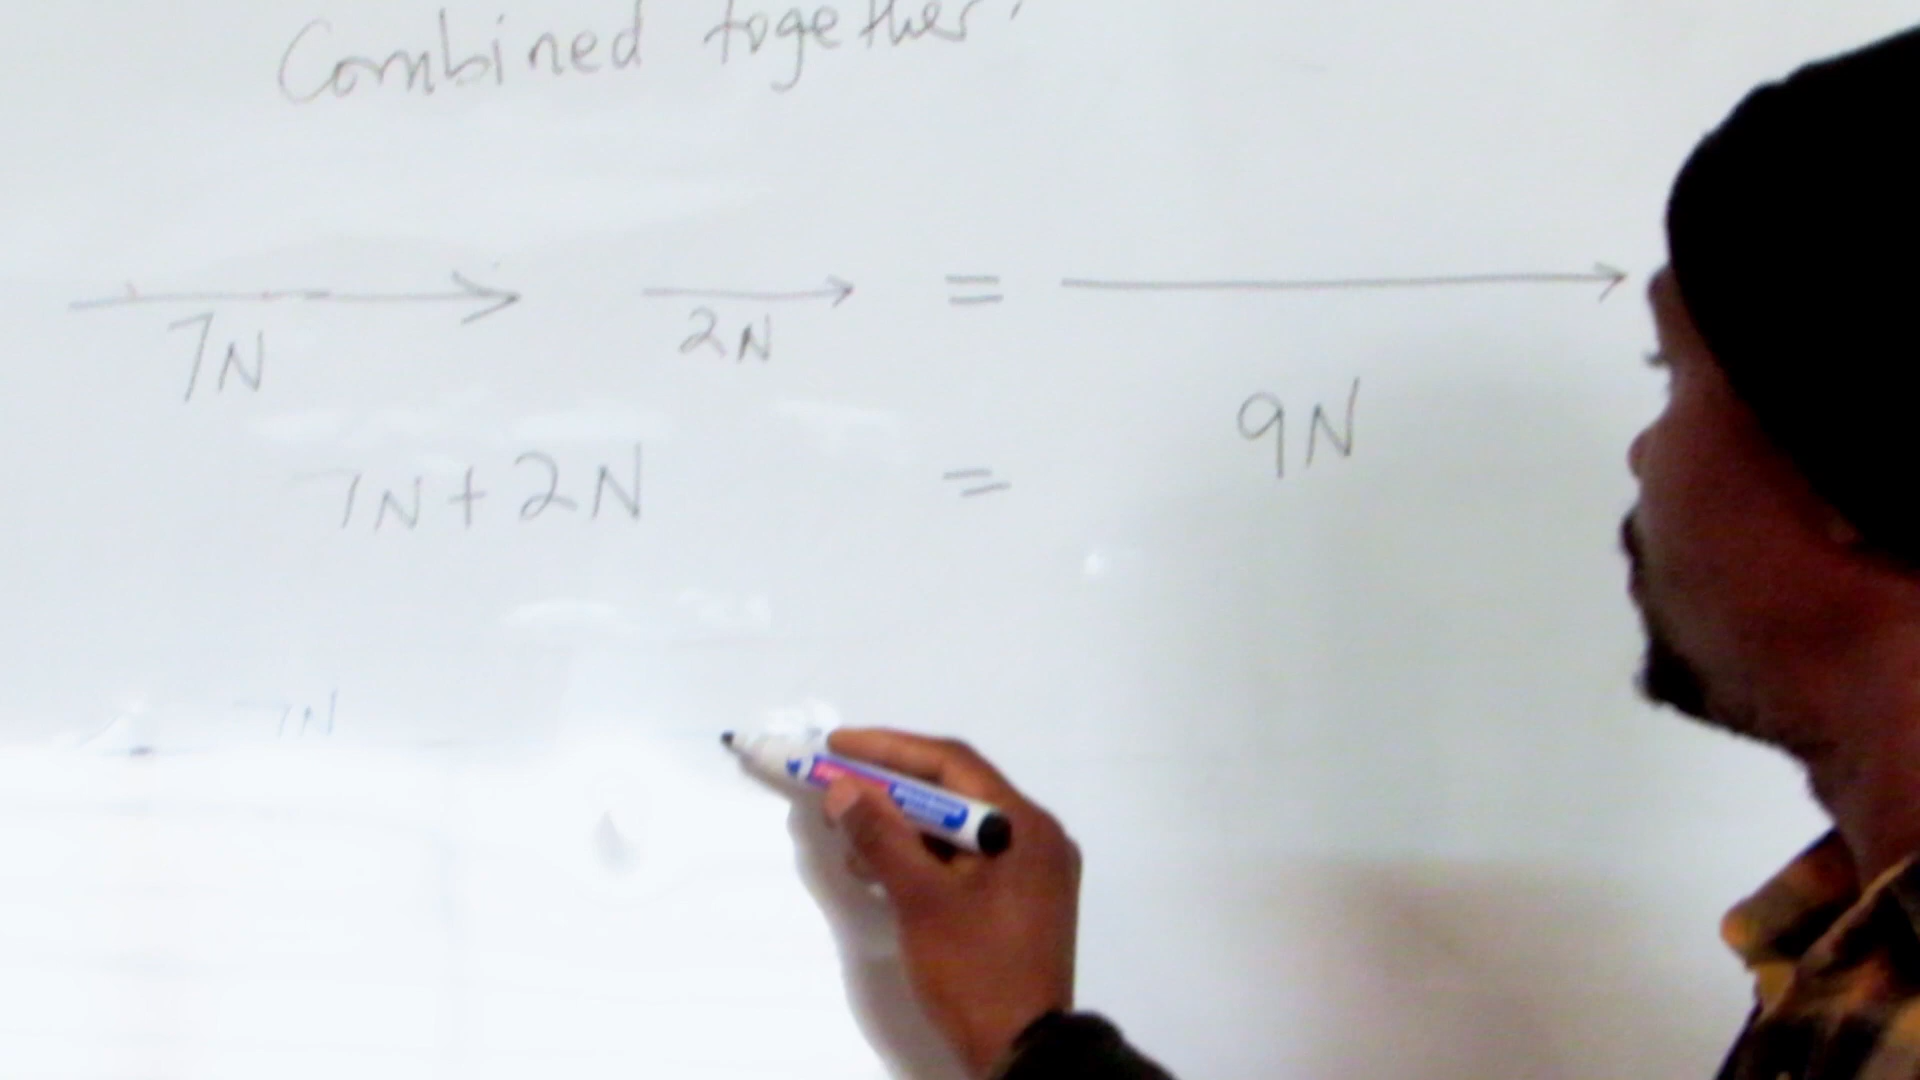 Combined together.
7N 2N =
9N
7N + 2N =
7N